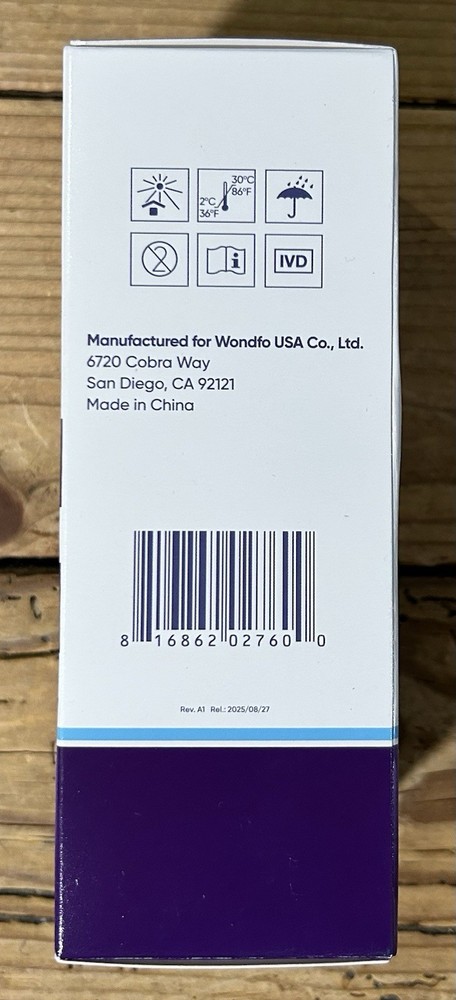 30°C
86°F
2°C
36°F
2
i
IVD
Manufactured for Wondfo USA Co., Ltd.
6720 Cobra Way
San Diego, CA 92121
Made in China
8 16862 02760 0
Rev. A1 Rel.: 2025/08/27